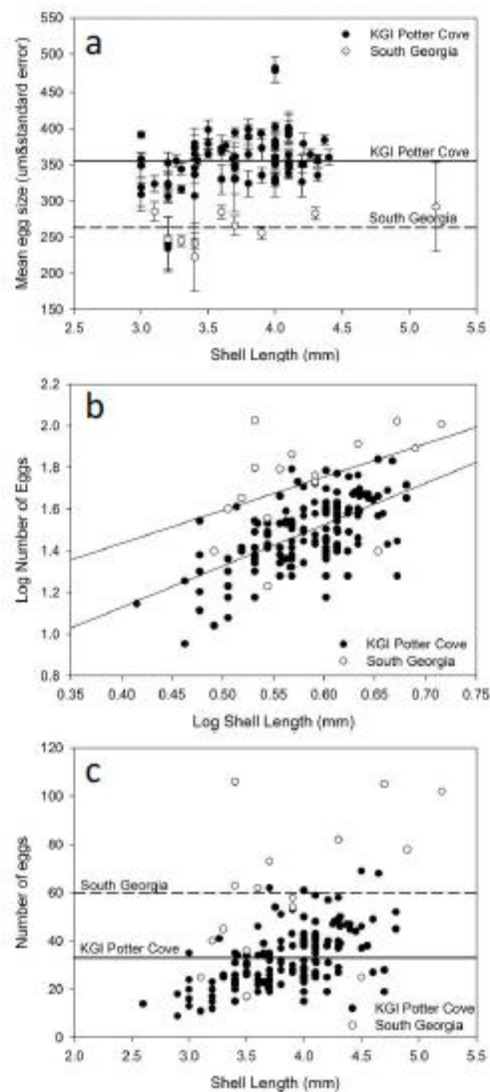 a
KGI Potter Cove
South Georgia
Mean egg size (um&standard error)
550
500
450
400
350
300
250
200
150
KGI Potter Cove
South Georgia
2.5 3.0 3.5 4.0 4.5 5.0 5.5
Shell Length (mm)
b
Log Number of Eggs
2.2
2.0
1.8
1.6
1.4
1.2
1.0
0.8
KGI Potter Cove
South Georgia
0.35 0.40 0.45 0.50 0.55 0.60 0.65 0.70 0.75
Log Shell Length (mm)
c
Number of eggs
120
100
80
60
40
20
0
South Georgia
KGI Potter Cove
KGI Potter Cove
South Georgia
2.0 2.5 3.0 3.5 4.0 4.5 5.0 5.5
Shell Length (mm)